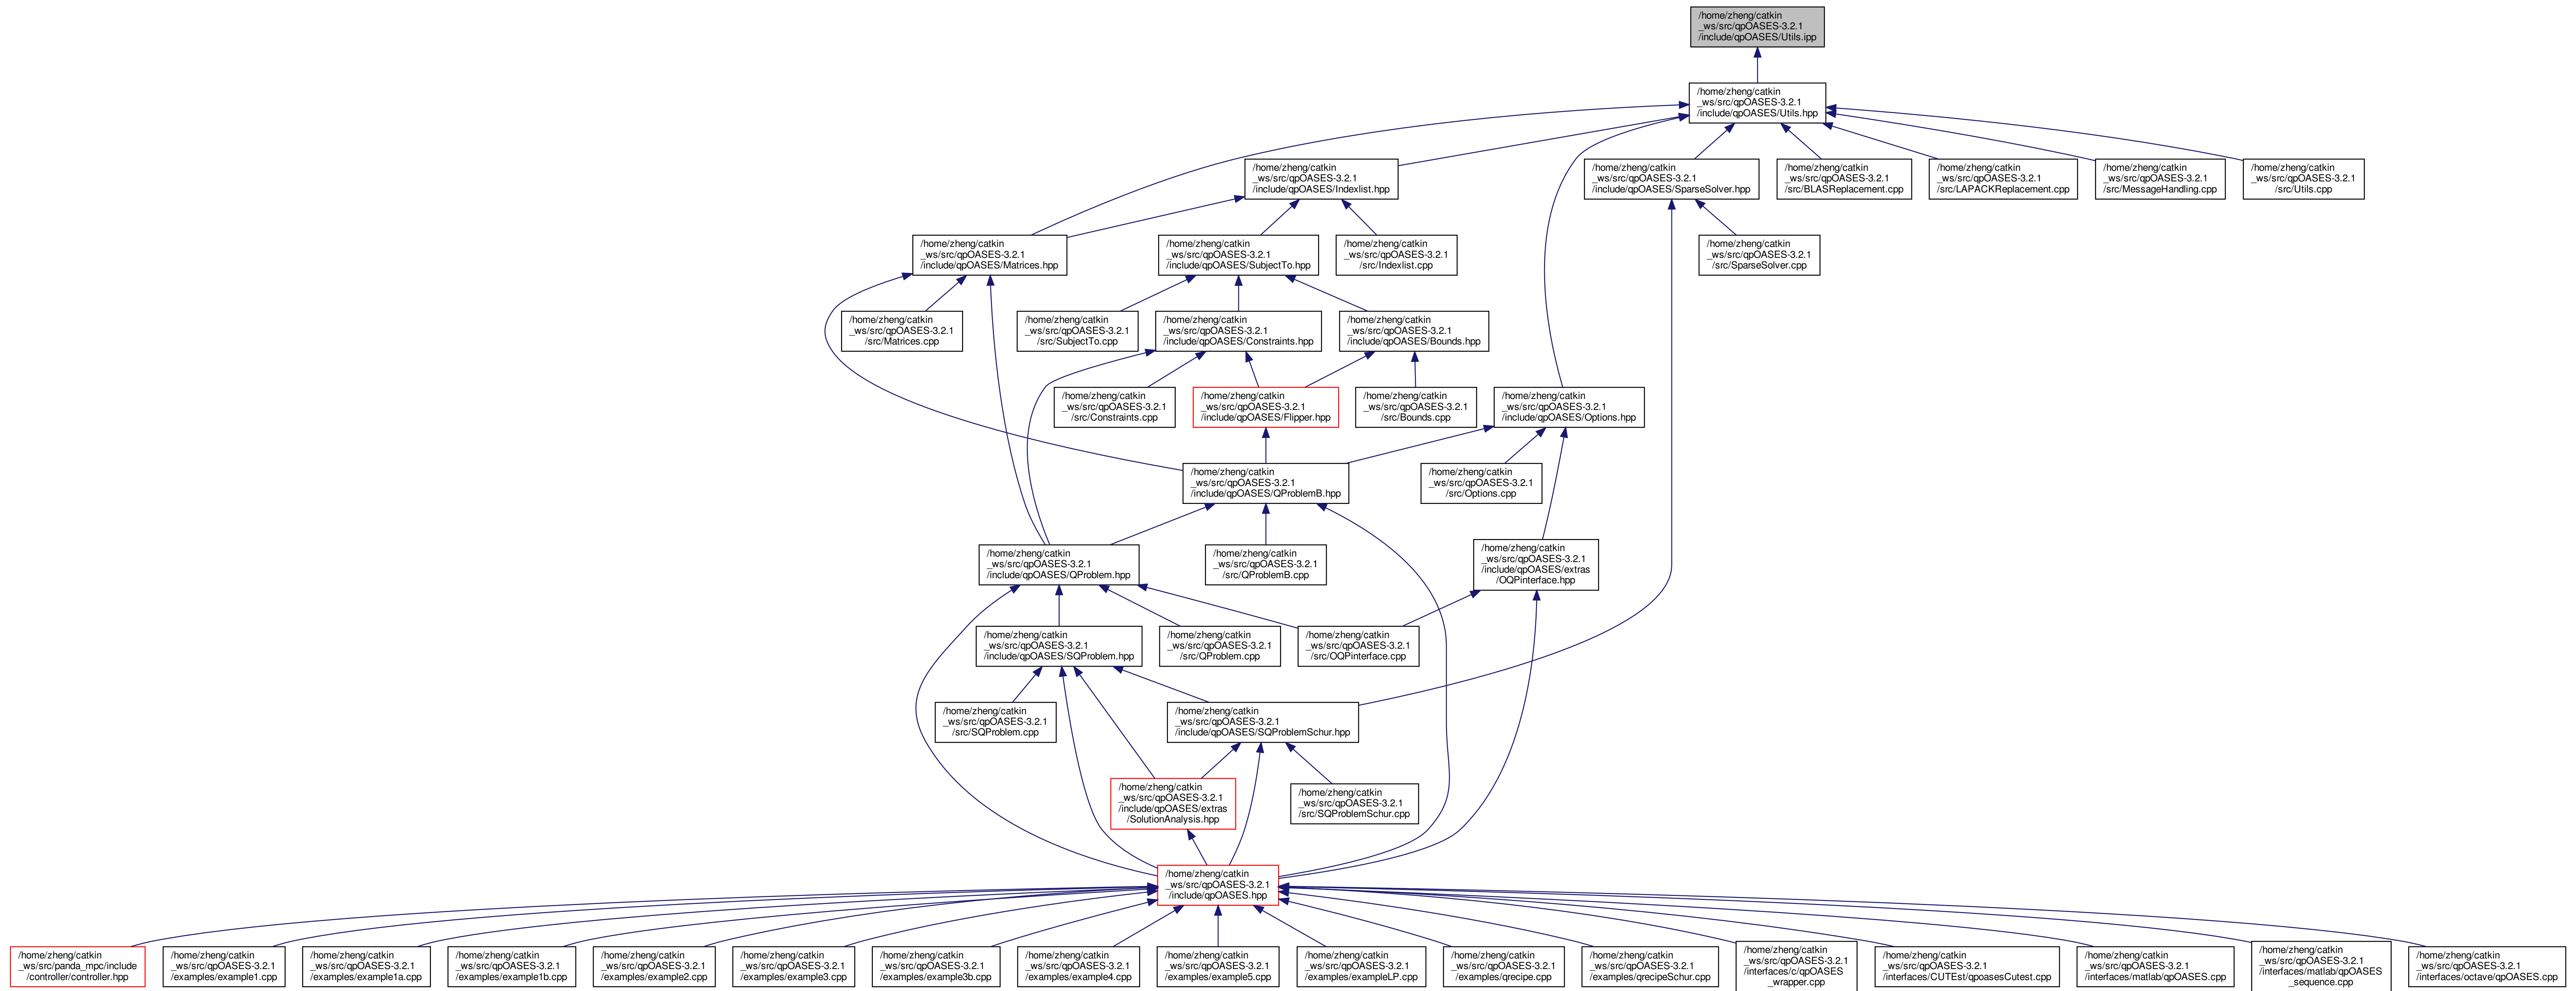 /home/zheng/catkin
_ws/src/qpOASES-3.2.1
/include/qpOASES/Utils.ipp
/home/zheng/catkin
_ws/src/qpOASES-3.2.1
/include/qpOASES/Utils.hpp
/home/zheng/catkin
_ws/src/qpOASES-3.2.1
/include/qpOASES/Indexlist.hpp
/home/zheng/catkin
_ws/src/qpOASES-3.2.1
/include/qpOASES/SparseSolver.hpp
/home/zheng/catkin
_ws/src/qpOASES-3.2.1
/src/BLASReplacement.cpp
/home/zheng/catkin
_ws/src/qpOASES-3.2.1
/src/LAPACKReplacement.cpp
/home/zheng/catkin
_ws/src/qpOASES-3.2.1
/src/MessageHandling.cpp
/home/zheng/catkin
_ws/src/qpOASES-3.2.1
/src/Utils.cpp
/home/zheng/catkin
_ws/src/qpOASES-3.2.1
/include/qpOASES/Matrices.hpp
/home/zheng/catkin
_ws/src/qpOASES-3.2.1
/include/qpOASES/SubjectTo.hpp
/home/zheng/catkin
_ws/src/qpOASES-3.2.1
/src/Indexlist.cpp
/home/zheng/catkin
_ws/src/qpOASES-3.2.1
/src/SparseSolver.cpp
/home/zheng/catkin
_ws/src/qpOASES-3.2.1
/src/Matrices.cpp
/home/zheng/catkin
_ws/src/qpOASES-3.2.1
/src/SubjectTo.cpp
/home/zheng/catkin
_ws/src/qpOASES-3.2.1
/include/qpOASES/Constraints.hpp
/home/zheng/catkin
_ws/src/qpOASES-3.2.1
/include/qpOASES/Bounds.hpp
/home/zheng/catkin
_ws/src/qpOASES-3.2.1
/src/Constraints.cpp
/home/zheng/catkin
_ws/src/qpOASES-3.2.1
/include/qpOASES/Flipper.hpp
/home/zheng/catkin
_ws/src/qpOASES-3.2.1
/src/Bounds.cpp
/home/zheng/catkin
_ws/src/qpOASES-3.2.1
/include/qpOASES/Options.hpp
/home/zheng/catkin
_ws/src/qpOASES-3.2.1
/include/qpOASES/QProblemB.hpp
/home/zheng/catkin
_ws/src/qpOASES-3.2.1
/src/Options.cpp
/home/zheng/catkin
_ws/src/qpOASES-3.2.1
/include/qpOASES/QProblem.hpp
/home/zheng/catkin
_ws/src/qpOASES-3.2.1
/src/QProblemB.cpp
/home/zheng/catkin
_ws/src/qpOASES-3.2.1
/include/qpOASES/extras
/OQPinterface.hpp
/home/zheng/catkin
_ws/src/qpOASES-3.2.1
/include/qpOASES/SQProblem.hpp
/home/zheng/catkin
_ws/src/qpOASES-3.2.1
/src/QProblem.cpp
/home/zheng/catkin
_ws/src/qpOASES-3.2.1
/src/OQPinterface.cpp
/home/zheng/catkin
_ws/src/qpOASES-3.2.1
/src/SQProblem.cpp
/home/zheng/catkin
_ws/src/qpOASES-3.2.1
/include/qpOASES/SQProblemSchur.hpp
/home/zheng/catkin
_ws/src/qpOASES-3.2.1
/include/qpOASES/extras
/SolutionAnalysis.hpp
/home/zheng/catkin
_ws/src/qpOASES-3.2.1
/src/SQProblemSchur.cpp
/home/zheng/catkin
_ws/src/qpOASES-3.2.1
/include/qpOASES.hpp
/home/zheng/catkin
_ws/src/panda_mpc/include
/controller/controller.hpp
/home/zheng/catkin
_ws/src/qpOASES-3.2.1
/examples/example1.cpp
/home/zheng/catkin
_ws/src/qpOASES-3.2.1
/examples/example1a.cpp
/home/zheng/catkin
_ws/src/qpOASES-3.2.1
/examples/example1b.cpp
/home/zheng/catkin
_ws/src/qpOASES-3.2.1
/examples/example2.cpp
/home/zheng/catkin
_ws/src/qpOASES-3.2.1
/examples/example3.cpp
/home/zheng/catkin
_ws/src/qpOASES-3.2.1
/examples/example3b.cpp
/home/zheng/catkin
_ws/src/qpOASES-3.2.1
/examples/example4.cpp
/home/zheng/catkin
_ws/src/qpOASES-3.2.1
/examples/example5.cpp
/home/zheng/catkin
_ws/src/qpOASES-3.2.1
/examples/exampleLP.cpp
/home/zheng/catkin
_ws/src/qpOASES-3.2.1
/examples/qrecipe.cpp
/home/zheng/catkin
_ws/src/qpOASES-3.2.1
/examples/qrecipeSchur.cpp
/home/zheng/catkin
_ws/src/qpOASES-3.2.1
/interfaces/c/qpOASES
_wrapper.cpp
/home/zheng/catkin
_ws/src/qpOASES-3.2.1
/interfaces/CUTEst/qpoasesCutest.cpp
/home/zheng/catkin
_ws/src/qpOASES-3.2.1
/interfaces/matlab/qpOASES.cpp
/home/zheng/catkin
_ws/src/qpOASES-3.2.1
/interfaces/matlab/qpOASES
_sequence.cpp
/home/zheng/catkin
_ws/src/qpOASES-3.2.1
/interfaces/octave/qpOASES.cpp